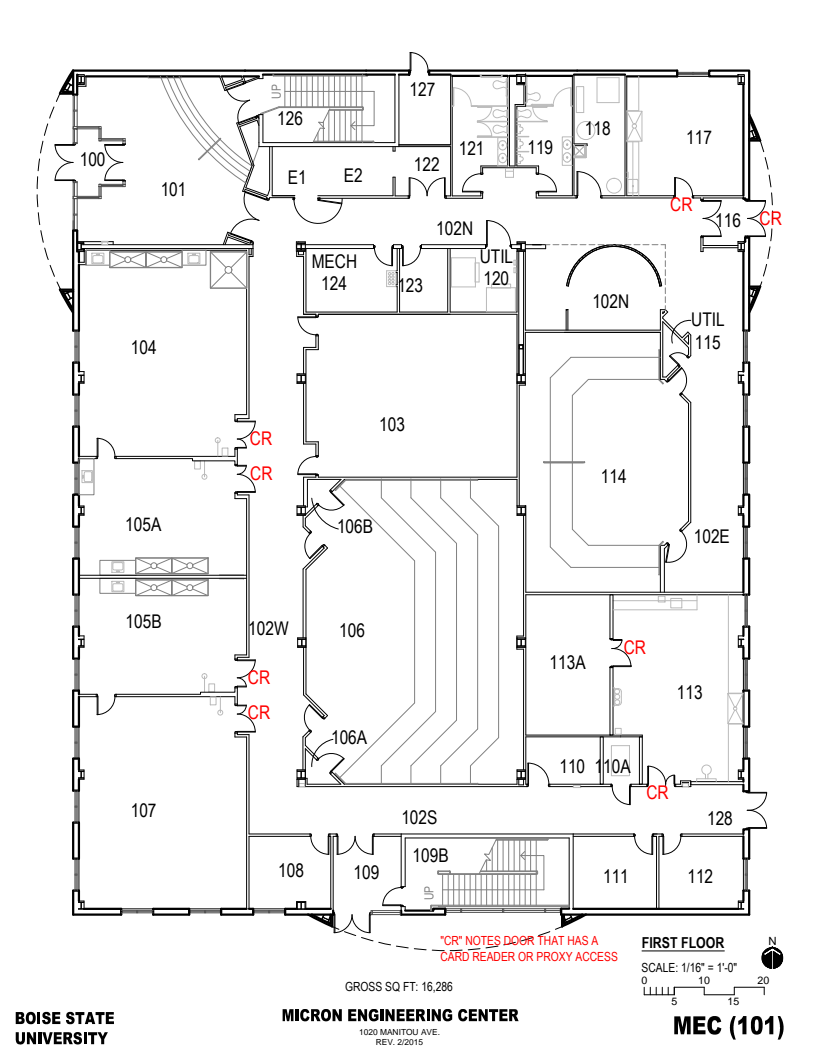 127
UP
126
100
121
119
118
117
122
E1
E2
101
CR
116
CR
102N
MECH
124
123
UTIL
120
102N
UTIL
115
104
103
CR
CR
114
105A
106B
102E
105B
102W
106
CR
113A
113
CR
CR
106A
110
110A
CR
107
102S
128
109B
108
109
UP
111
112
"CR" NOTES DOOR THAT HAS A
CARD READER OR PROXY ACCESS
FIRST FLOOR
N
SCALE: 1/16" = 1'-0"
0 10 20
5 15
GROSS SQ FT: 16,286
BOISE STATE
UNIVERSITY
MICRON ENGINEERING CENTER
1020 MANITOU AVE.
REV. 2/2015
MEC (101)